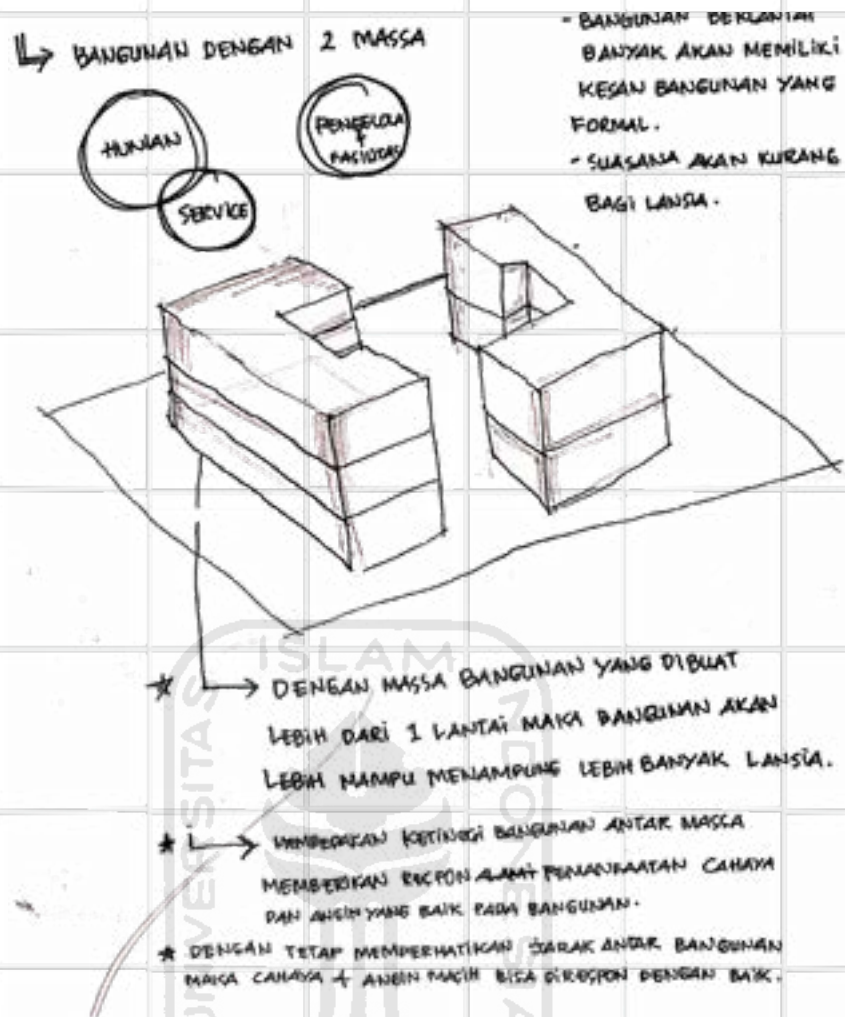 BANGUNAN DENGAN 2 MASSA
HUNIAN
SERVICE
PENGELOLA
+
FASILITAS
- BANGUNAN BERLANTAI
BANYAK AKAN MEMILIKI
KESAN BANGUNAN YANG
FORMAL.
- SUASANA AKAN KURANG
BAGI LANSIA.
DENGAN MASSA BANGUNAN YANG DIBUAT
LEBIH DARI 1 LANTAI MAKA BANGUNAN AKAN
LEBIH MAMPU MENAMPUNG LEBIH BANYAK LANSIA.
KETINGGI BANGUNAN ANTAR MASSA
MEMBERIKAN RESPON ALAMI PEMANFAATAN CAHAYA
DAN ANGIN YANG BAIK PADA BANGUNAN.
DENGAN TETAP MEMPERHATIKAN JARAK ANTAR BANGUNAN
MAKA CAHAYA & ANGIN MASIH BISA DIRESPON DENGAN BAIK.
UNIVERSITAS
ISLAM